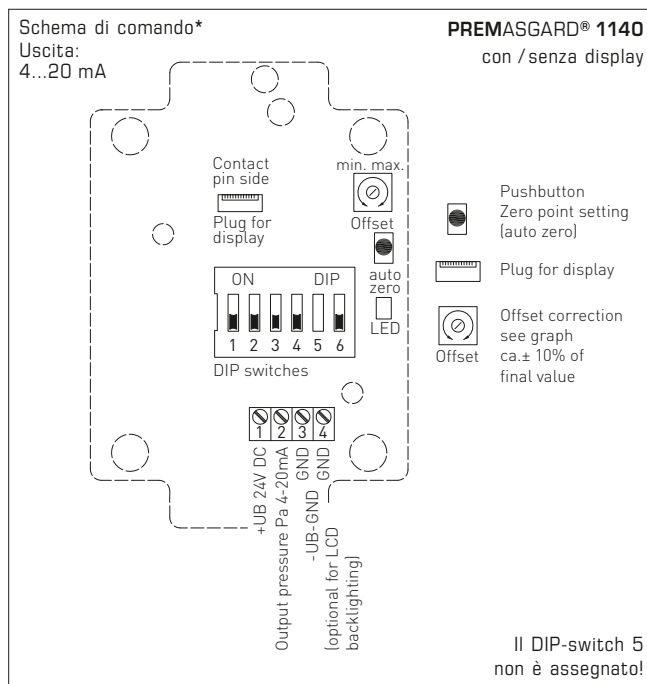 Schema di comando*
Uscita:
4...20 mA
PREMASGARD® 1140
con / senza display
Contact
pin side
Plug for
display
min. max.
Offset
auto
zero
LED
ON DIP
1 2 3 4 5 6
DIP switches
1 2 3 4
+UB 24V DC
Output pressure Pa 4-20mA
GND
-UB-GND
GND
(optional for LCD
backlighting)
Pushbutton
Zero point setting
(auto zero)
Plug for display
Offset
Offset correction
see graph
ca.± 10% of
final value
Il DIP-switch 5
non è assegnato!